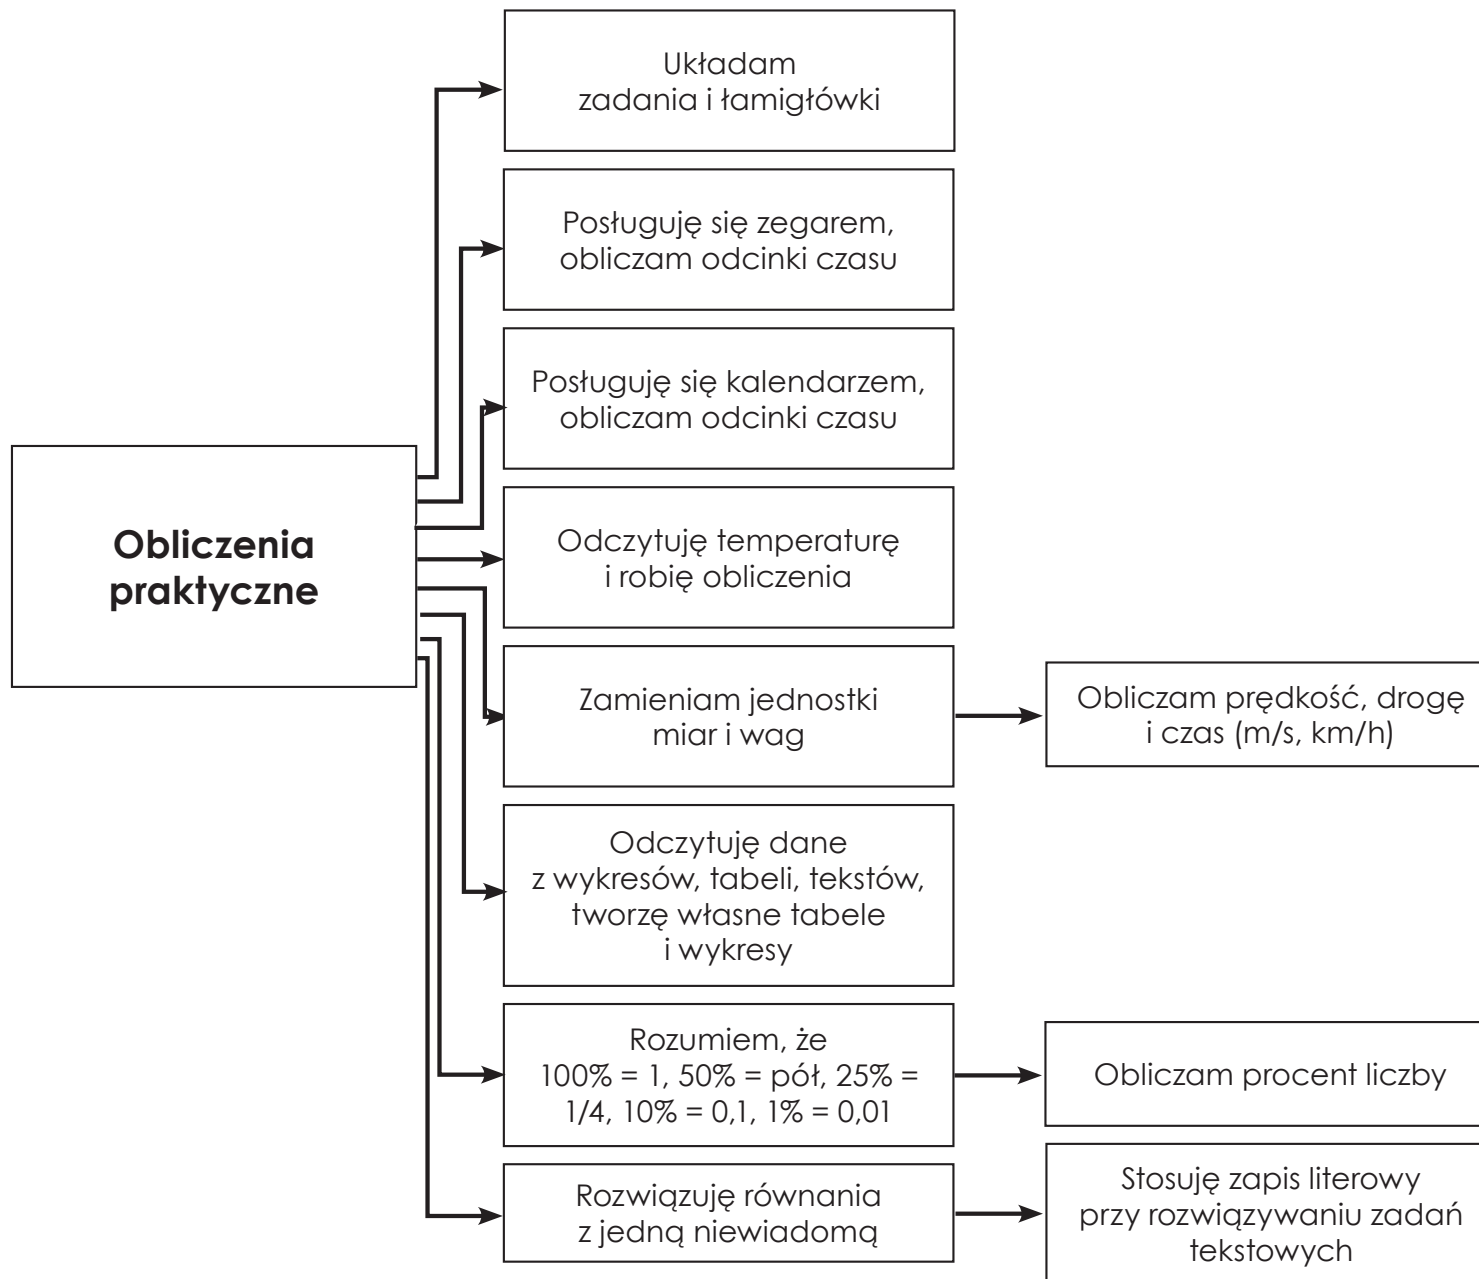 Układam
zadania i łamigłówki
Posługuję się zegarem,
obliczam odcinki czasu
Posługuję się kalendarzem,
obliczam odcinki czasu
Obliczenia
praktyczne
Odczytuję temperaturę
i robię obliczenia
Zamieniam jednostki
miar i wag
Obliczam prędkość, drogę
i czas (m/s, km/h)
Odczytuję dane
z wykresów, tabeli, tekstów,
tworzę własne tabele
i wykresy
Rozumiem, że
100% = 1, 50% = pół, 25% =
1/4, 10% = 0,1, 1% = 0,01
Obliczam procent liczby
Rozwiązuję równania
z jedną niewiadomą
Stosuję zapis literowy
przy rozwiązywaniu zadań
tekstowych